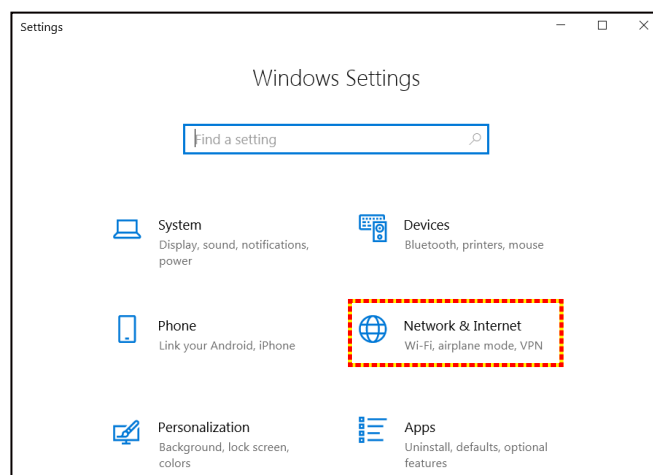 Settings
Windows Settings
Find a setting
System
Display, sound, notifications,
power
Devices
Bluetooth, printers, mouse
Phone
Link your Android, iPhone
Network & Internet
Wi-Fi, airplane mode, VPN
Personalization
Background, lock screen,
colors
Apps
Uninstall, defaults, optional
features